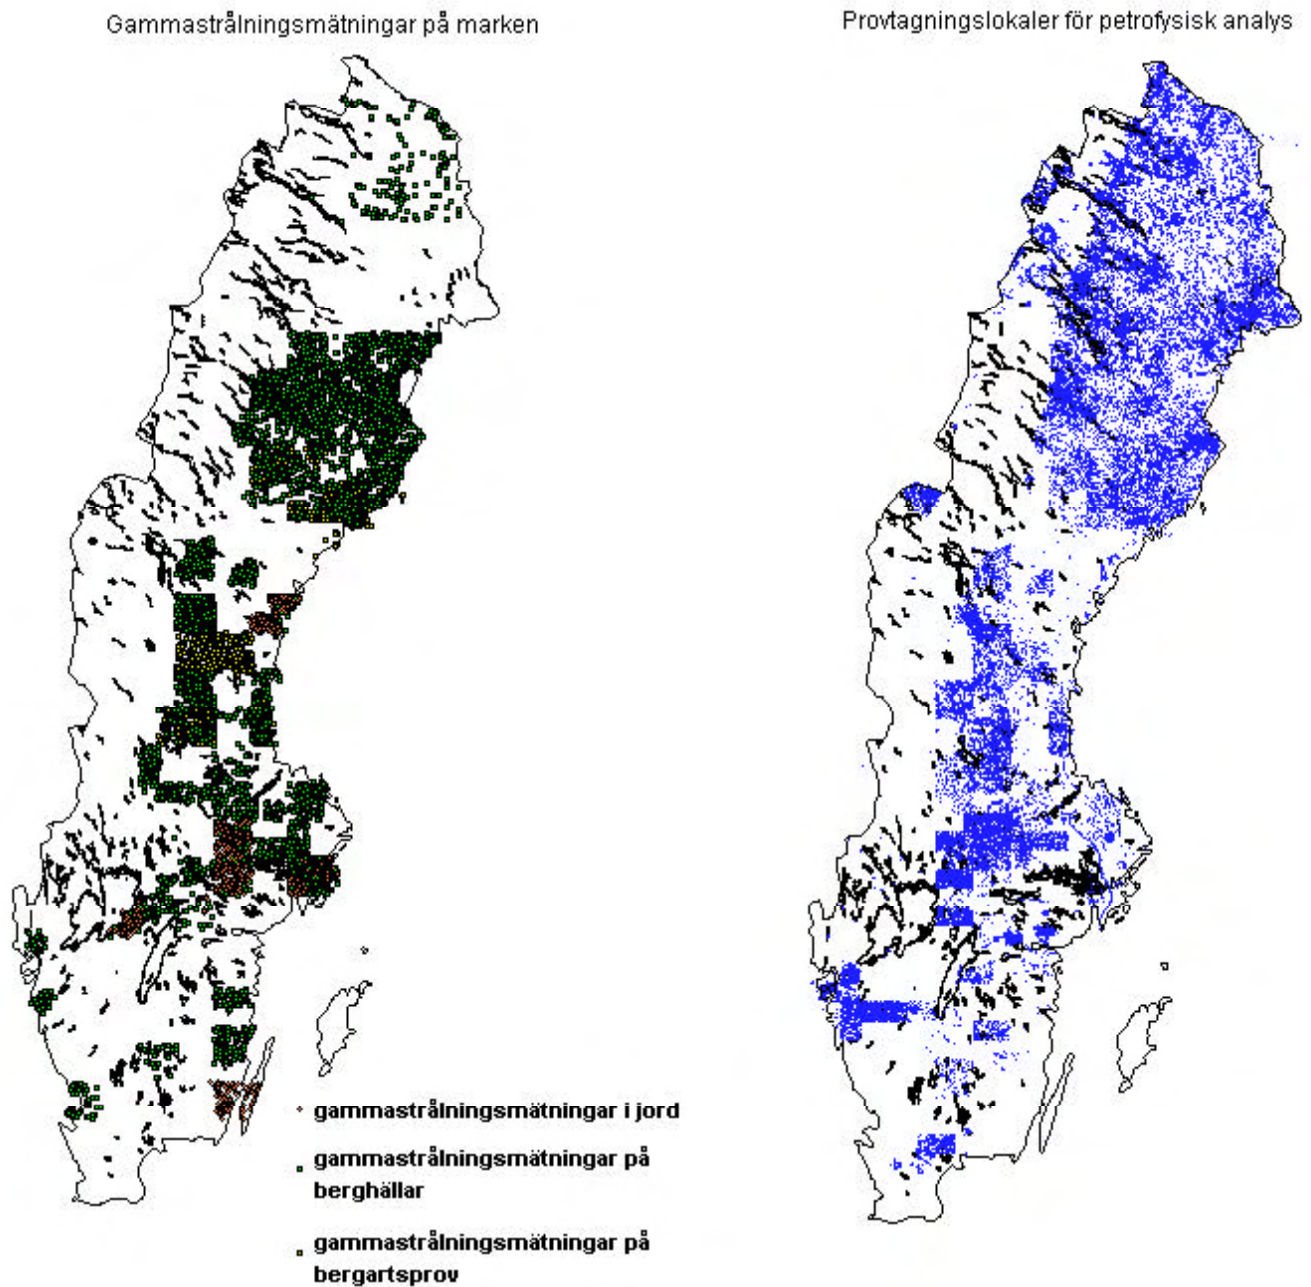 Gammastrålningsmätningar på marken
Provtagningslokaler för petrofysisk analys
gammastrålningsmätningar i jord
gammastrålningsmätningar på
berghällar
gammastrålningsmätningar på
bergartsprov